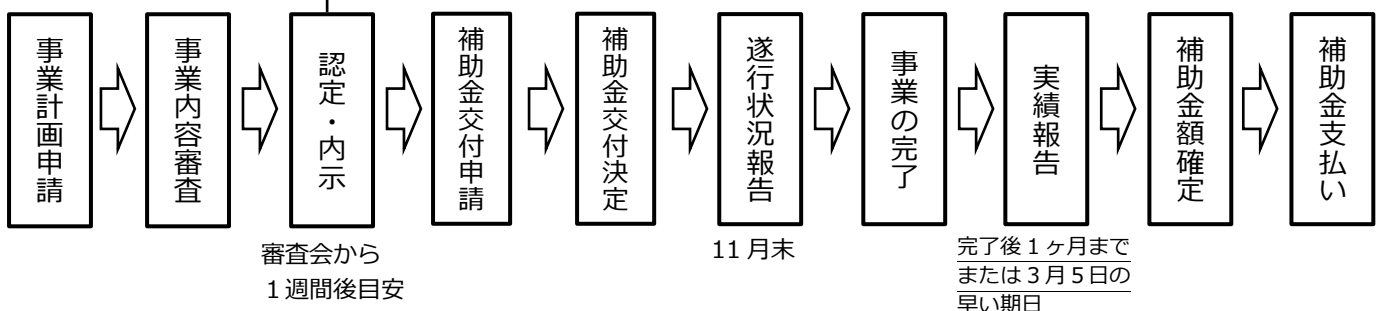 事業計画申請
事業内容審査
認定・内示
補助金交付申請
補助金交付決定
遂行状況報告
事業の完了
実績報告
補助金額確定
補助金支払い
審査会から
１週間後目安
11月末
完了後１ヶ月まで
または３月５日の
早い期日